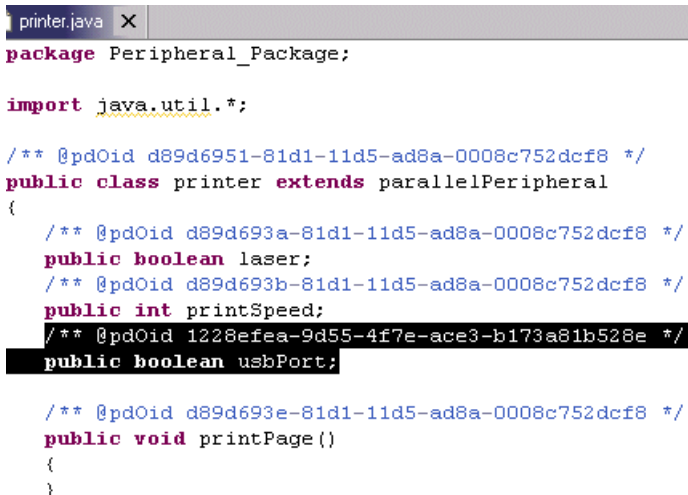 printer.java
package Peripheral_Package;
import java.util.*;
/** @pdOid d89d6951-81d1-11d5-ad8a-0008c752dcf8 */
public class printer extends parallelPeripheral
{
/** @pdOid d89d693a-81d1-11d5-ad8a-0008c752dcf8 */
public boolean laser;
/** @pdOid d89d693b-81d1-11d5-ad8a-0008c752dcf8 */
public int printSpeed;
/** @pdOid 1228efea-9d55-4f7e-ace3-b173a81b528e */
public boolean usbPort;
/** @pdOid d89d693e-81d1-11d5-ad8a-0008c752dcf8 */
public void printPage()
{
}